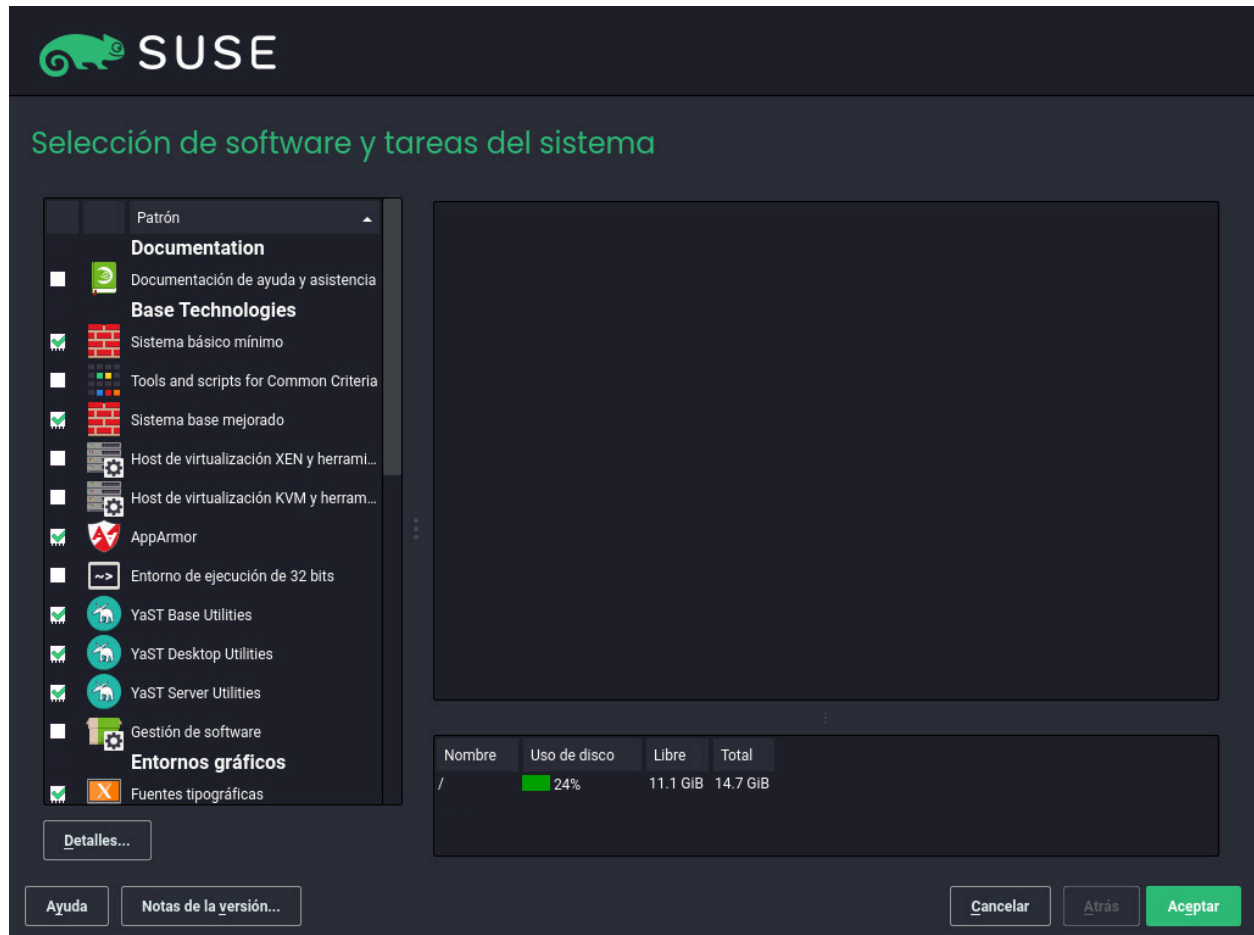 SUSE
Selección de software y tareas del sistema
Patrón
Documentation
Documentación de ayuda y asistencia
Base Technologies
Sistema básico mínimo
Tools and scripts for Common Criteria
Sistema base mejorado
Host de virtualización XEN y herrami...
Host de virtualización KVM y herram...
AppArmor
~>
Entorno de ejecución de 32 bits
YaST Base Utilities
YaST Desktop Utilities
YaST Server Utilities
Gestión de software
Entornos gráficos
X
Fuentes tipográficas
Nombre Uso de disco Libre Total
/ 24% 11.1 GiB 14.7 GiB
Detalles...
Ayuda Notas de la versión... Cancelar Atrás Aceptar